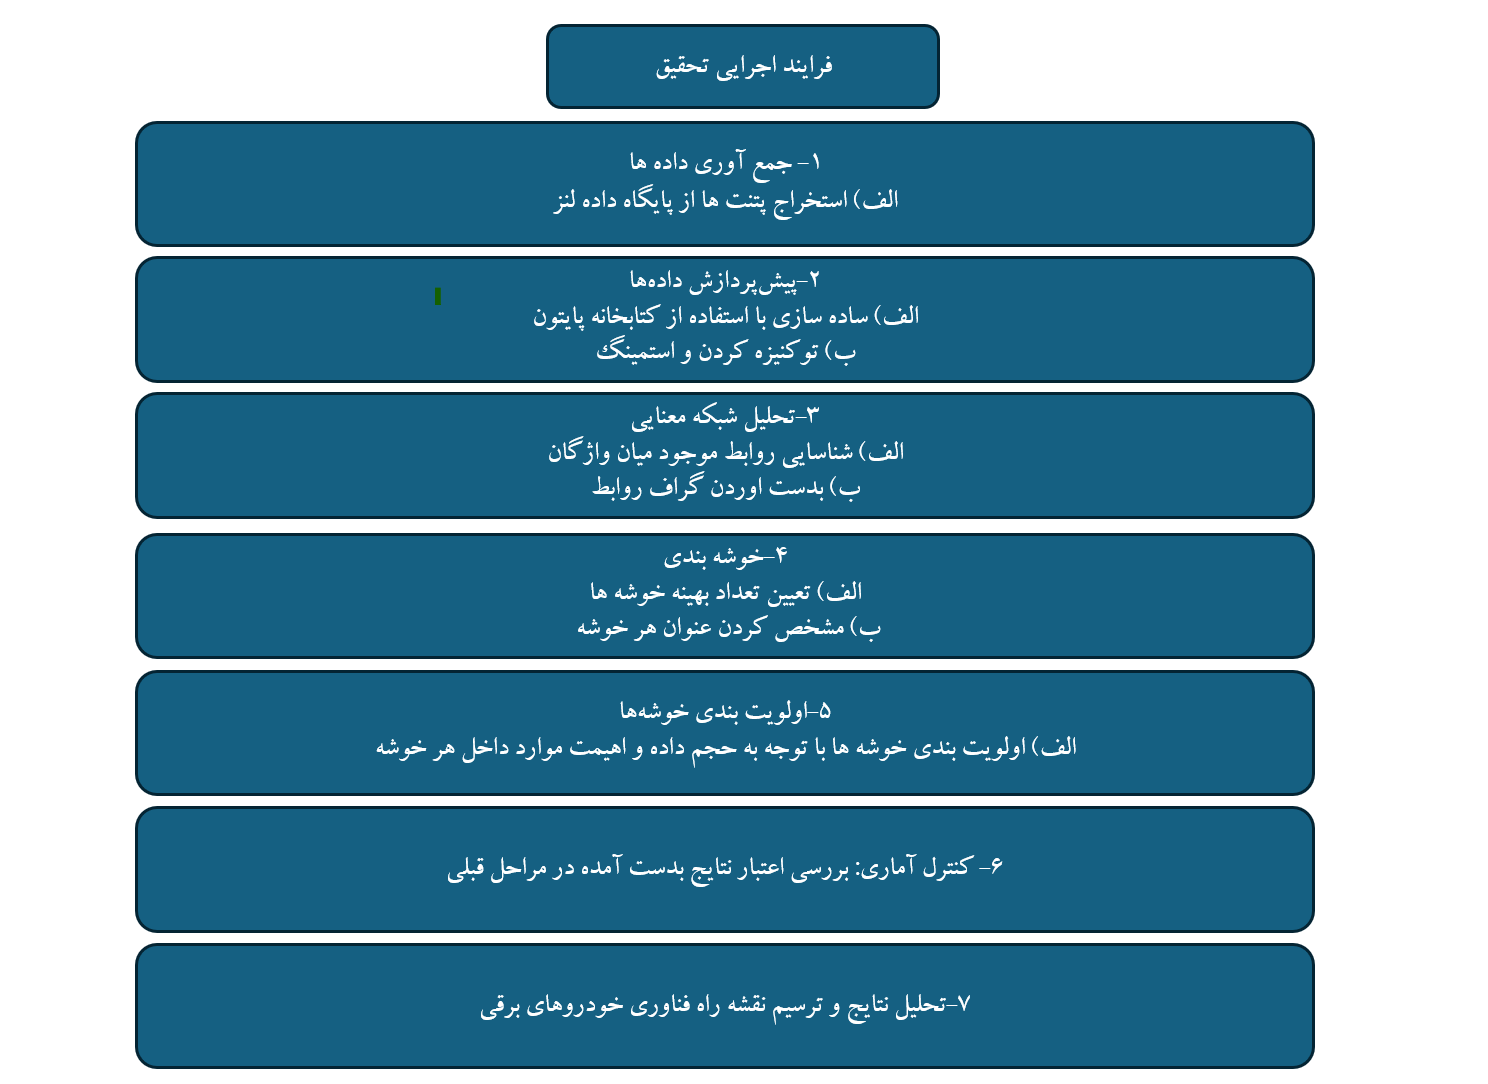 فرایند اجرایی تحقیق
۱– جمع آوری داده ها
الف) استخراج پتنت ها از پایگاه داده لنز
۲–پیش‌پردازش داده‌ها
الف) ساده سازی با استفاده از کتابخانه پایتون
ب) توکنیزه کردن و استمینگ
۳–تحلیل شبکه معنایی
الف) شناسایی روابط موجود میان واژگان
ب) بدست اوردن گراف روابط
۴–خوشه بندی
الف) تعیین تعداد بهینه خوشه ها
ب) مشخص کردن عنوان هر خوشه
۵–اولویت بندی خوشه‌ها
الف) اولویت بندی خوشه ها با توجه به حجم داده و اهیمت موارد داخل هر خوشه
۶– کنترل آماری: بررسی اعتبار نتایج بدست آمده در مراحل قبلی
۷–تحلیل نتایج و ترسیم نقشه راه فناوری خودروهای برقی